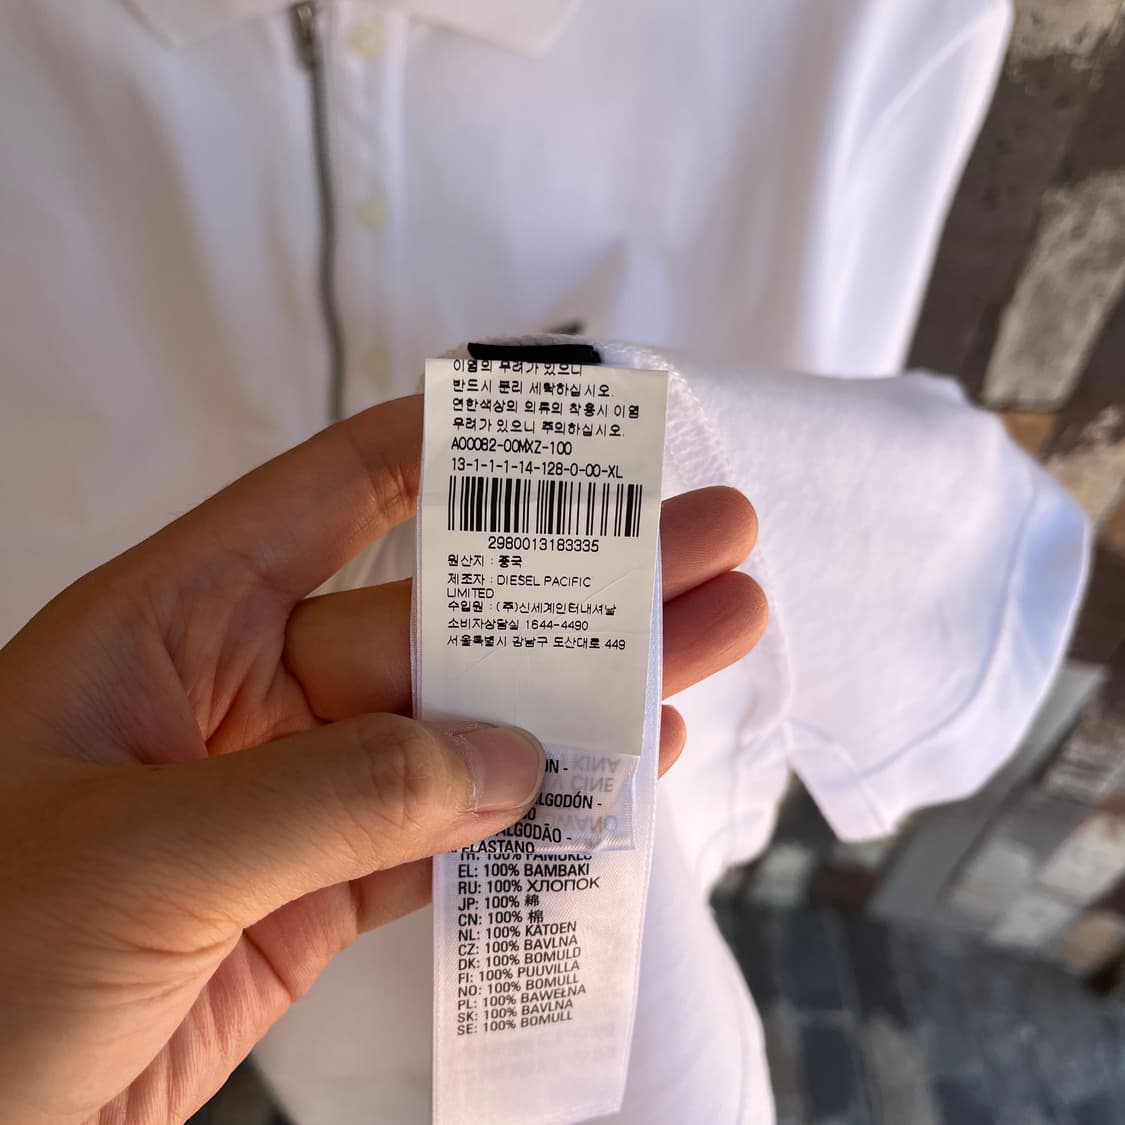 이염의 우려가 있으니
반드시 분리 세탁하십시오.
연한색상의 의류의 착용시 이염
우려가 있으니 주의하십시오.
A00082-00MXZ-100
13-1-1-1-14-128-0-00-XL
2980013183335
원산지 : 중국
제조자 : DIESEL PACIFIC
LIMITED
수입원 : (주)신세계인터내셔날
소비자상담실 1644-4490
서울특별시 강남구 도산대로 449
ALGODÃO -
ELASTANO
TR: 100% PAMUKLU
EL: 100% BAMBAKI
RU: 100% ХЛОПОК
JP: 100% 綿
CN: 100% 棉
NL: 100% KATOEN
CZ: 100% BAVLNA
DK: 100% BOMULD
FI: 100% PUUVILLA
NO: 100% BOMULL
PL: 100% BAWEŁNA
SK: 100% BAVLNA
SE: 100% BOMULL